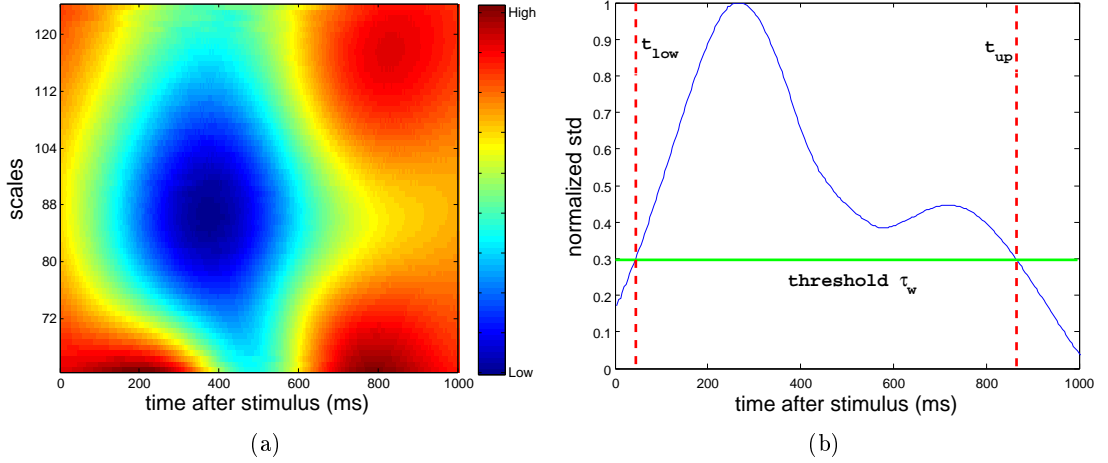 120
112
104
88
80
72
scales
0
200
400
600
800
1000
time after stimulus (ms)
High
Low
(a)
1
0.9
0.8
0.7
0.6
0.5
0.4
0.3
0.2
0.1
0
normalized std
t_low
t_up
threshold τ_w
0
200
400
600
800
1000
time after stimulus (ms)
(b)